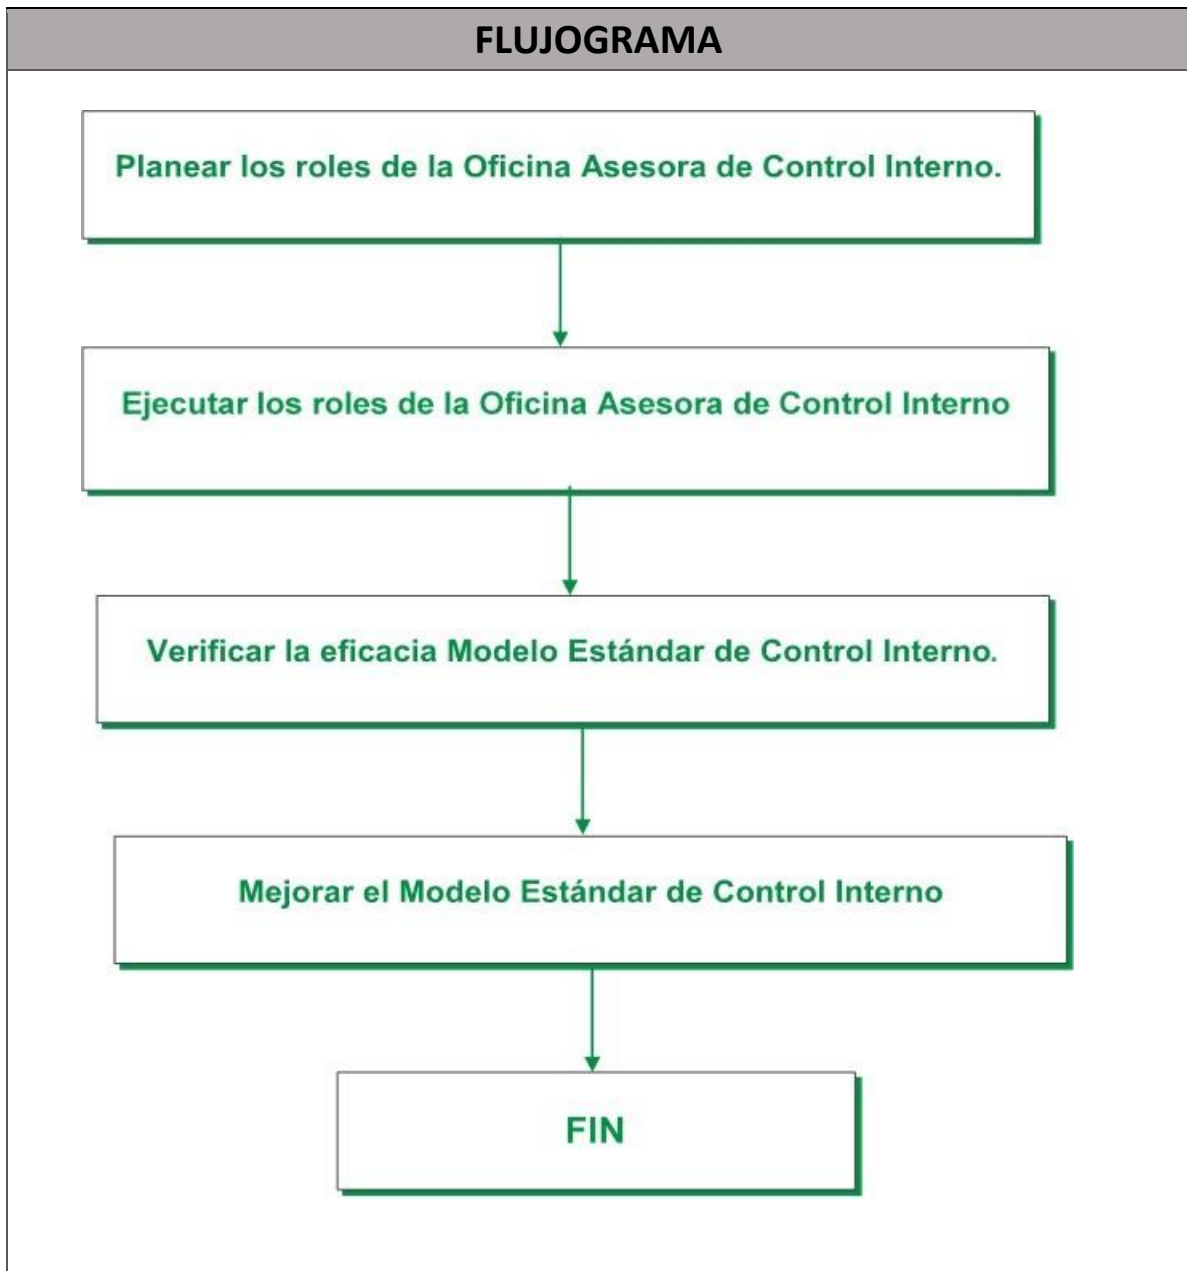 FLUJOGRAMA
Planear los roles de la Oficina Asesora de Control Interno.
Ejecutar los roles de la Oficina Asesora de Control Interno
Verificar la eficacia Modelo Estándar de Control Interno.
Mejorar el Modelo Estándar de Control Interno
FIN